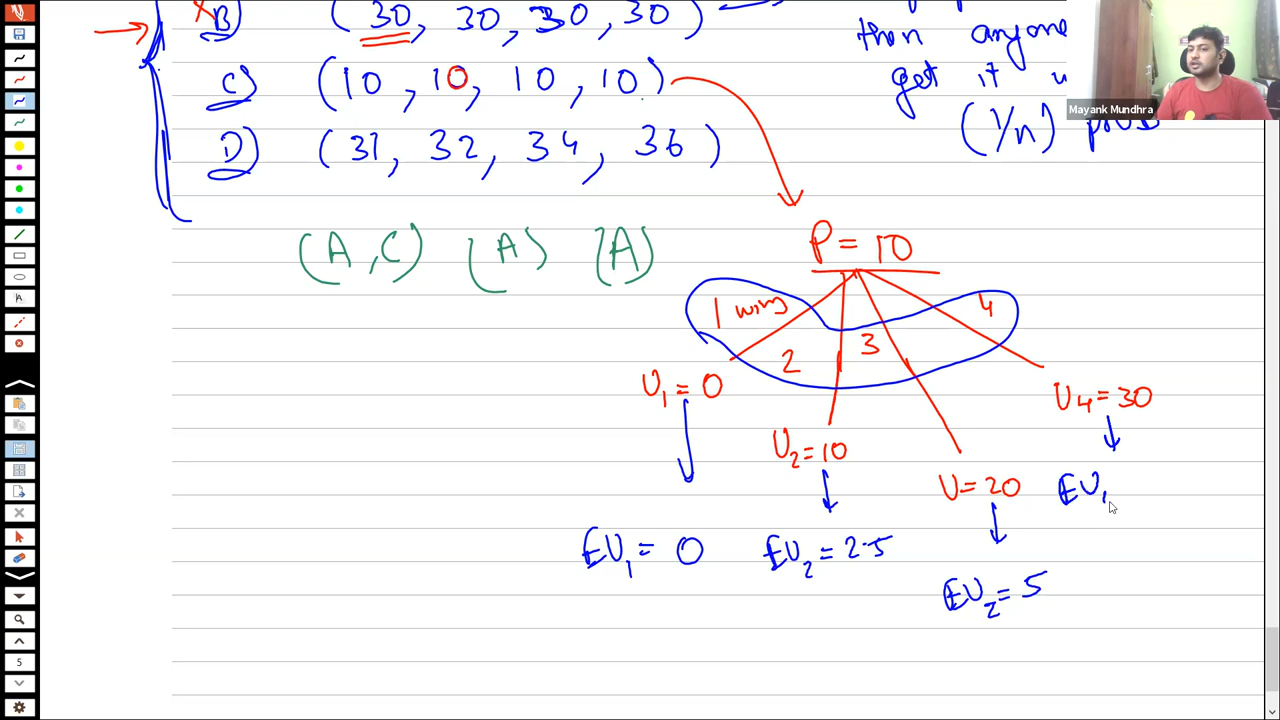 B) (30, 30, 30, 30)
then anyone
C) (10, 10, 10, 10)
get it
Mayank Mundhra
(1/n)
D) (31, 32, 34, 36)
(A, C) (A) (A)
P = 10
1 wins 2 3 4
U1 = 0
U4 = 30
U2 = 10
U = 20
EU1
EU1 = 0 EU2 = 2.5
EU2 = 5
5